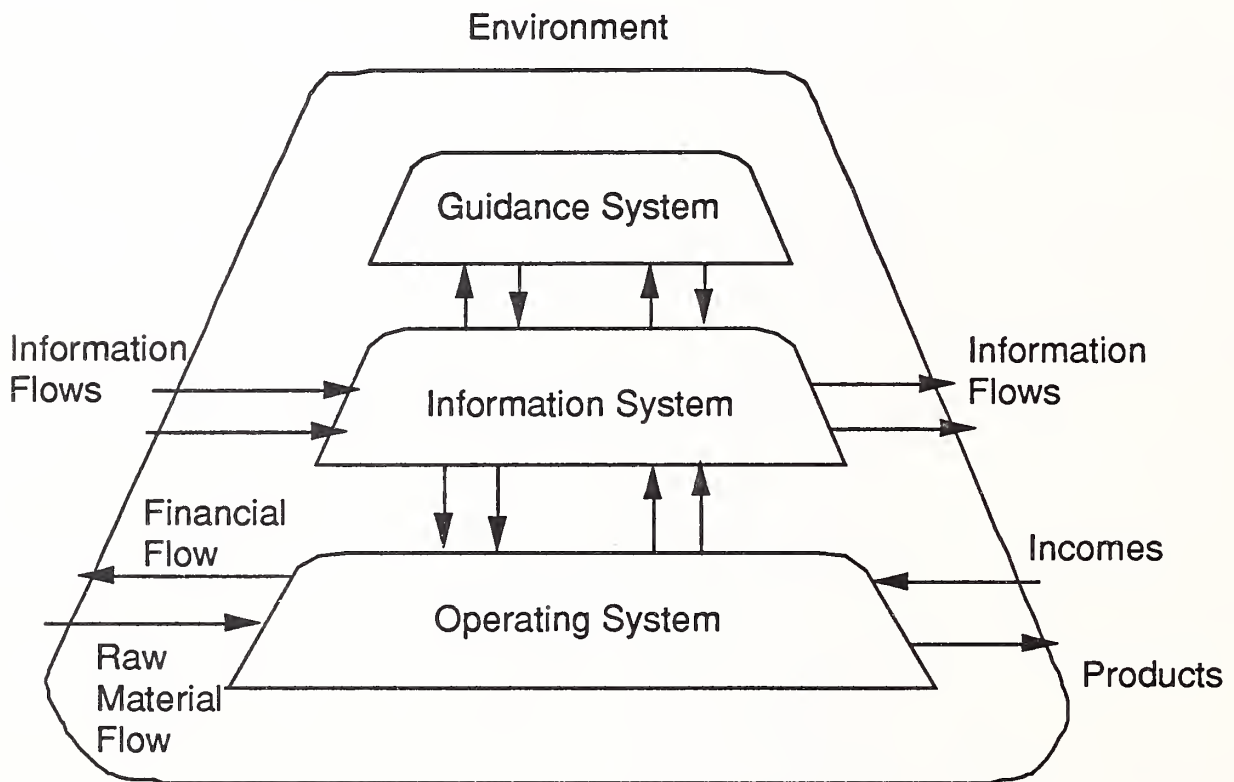 Environment
Guidance System
Information
Flows
Information System
Information
Flows
Financial
Flow
Incomes
Operating System
Raw
Material
Flow
Products